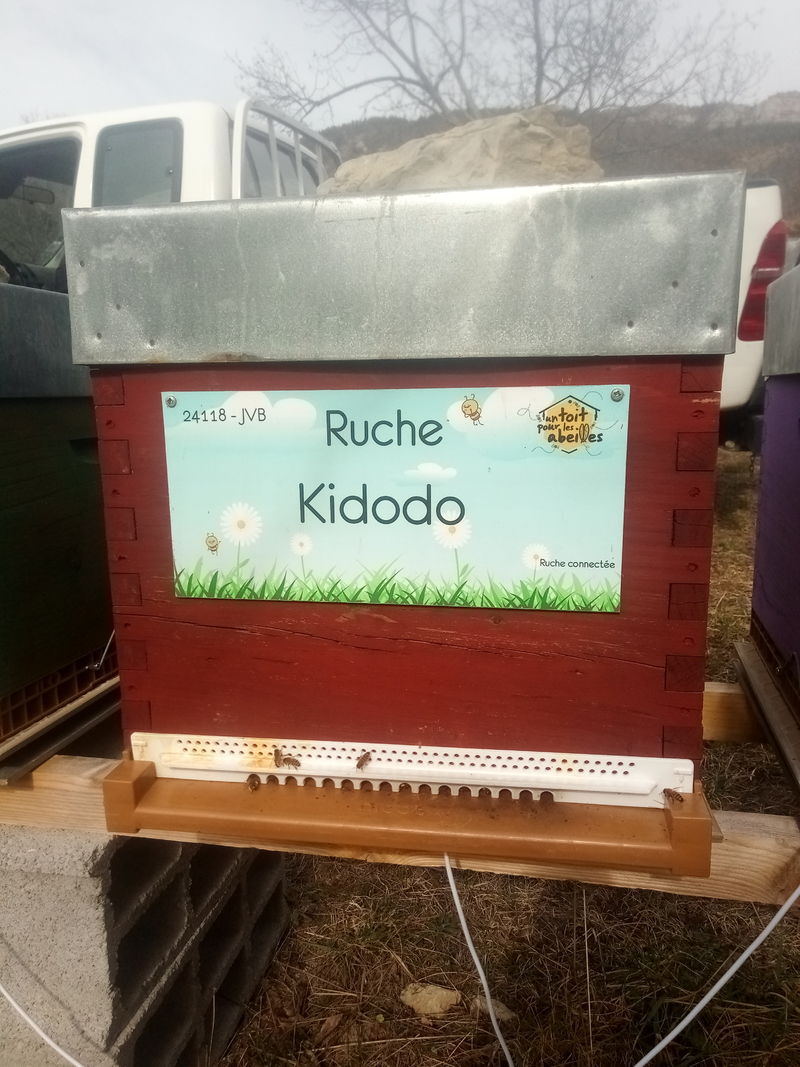 24118 - JVB
Ruche
un toit
pour les
abeilles
Kidodo
Ruche connectée